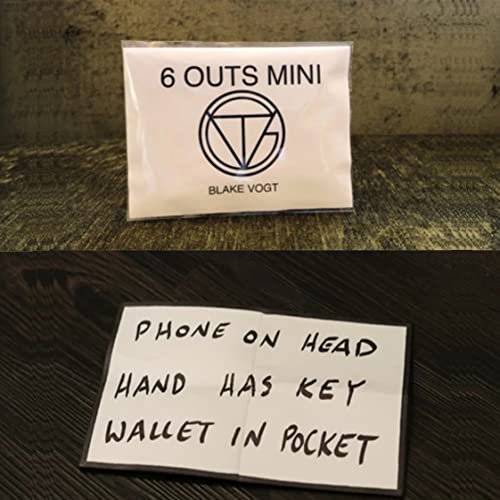 6 OUTS MINI
BLAKE VOGT
PHONE ON HEAD
HAND HAS KEY
WALLET IN POCKET